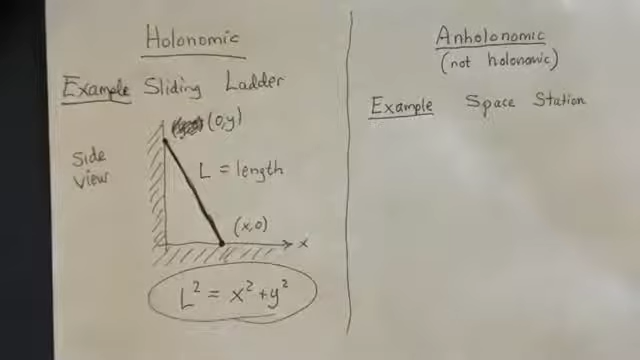 Holonomic
Example Sliding Ladder
(0,y)
Side
view
L = length
(x,0)
x
L² = x² + y²
Anholonomic
(not holonomic)
Example Space Station